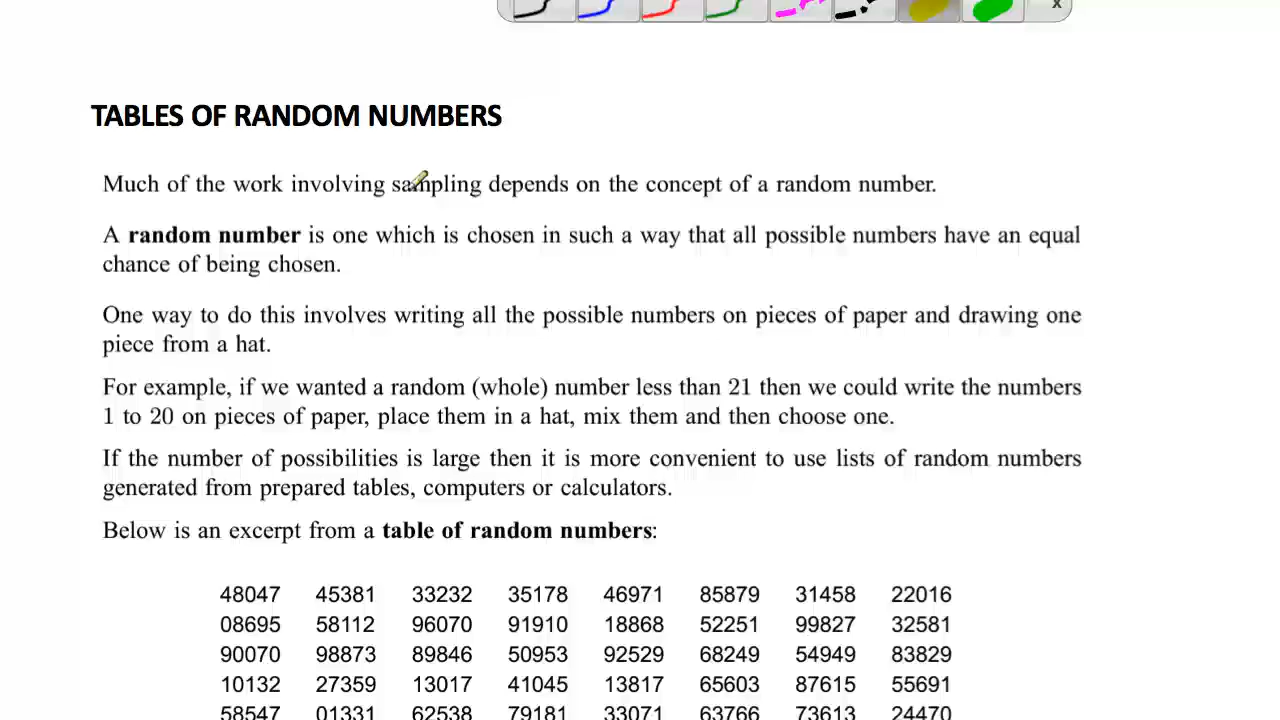 x
TABLES OF RANDOM NUMBERS
Much of the work involving sampling depends on the concept of a random number.
A random number is one which is chosen in such a way that all possible numbers have an equal
chance of being chosen.
One way to do this involves writing all the possible numbers on pieces of paper and drawing one
piece from a hat.
For example, if we wanted a random (whole) number less than 21 then we could write the numbers
1 to 20 on pieces of paper, place them in a hat, mix them and then choose one.
If the number of possibilities is large then it is more convenient to use lists of random numbers
generated from prepared tables, computers or calculators.
Below is an excerpt from a table of random numbers:
48047 45381 33232 35178 46971 85879 31458 22016
08695 58112 96070 91910 18868 52251 99827 32581
90070 98873 89846 50953 92529 68249 54949 83829
10132 27359 13017 41045 13817 65603 87615 55691
58547 01331 62538 79181 33071 63766 73613 24470